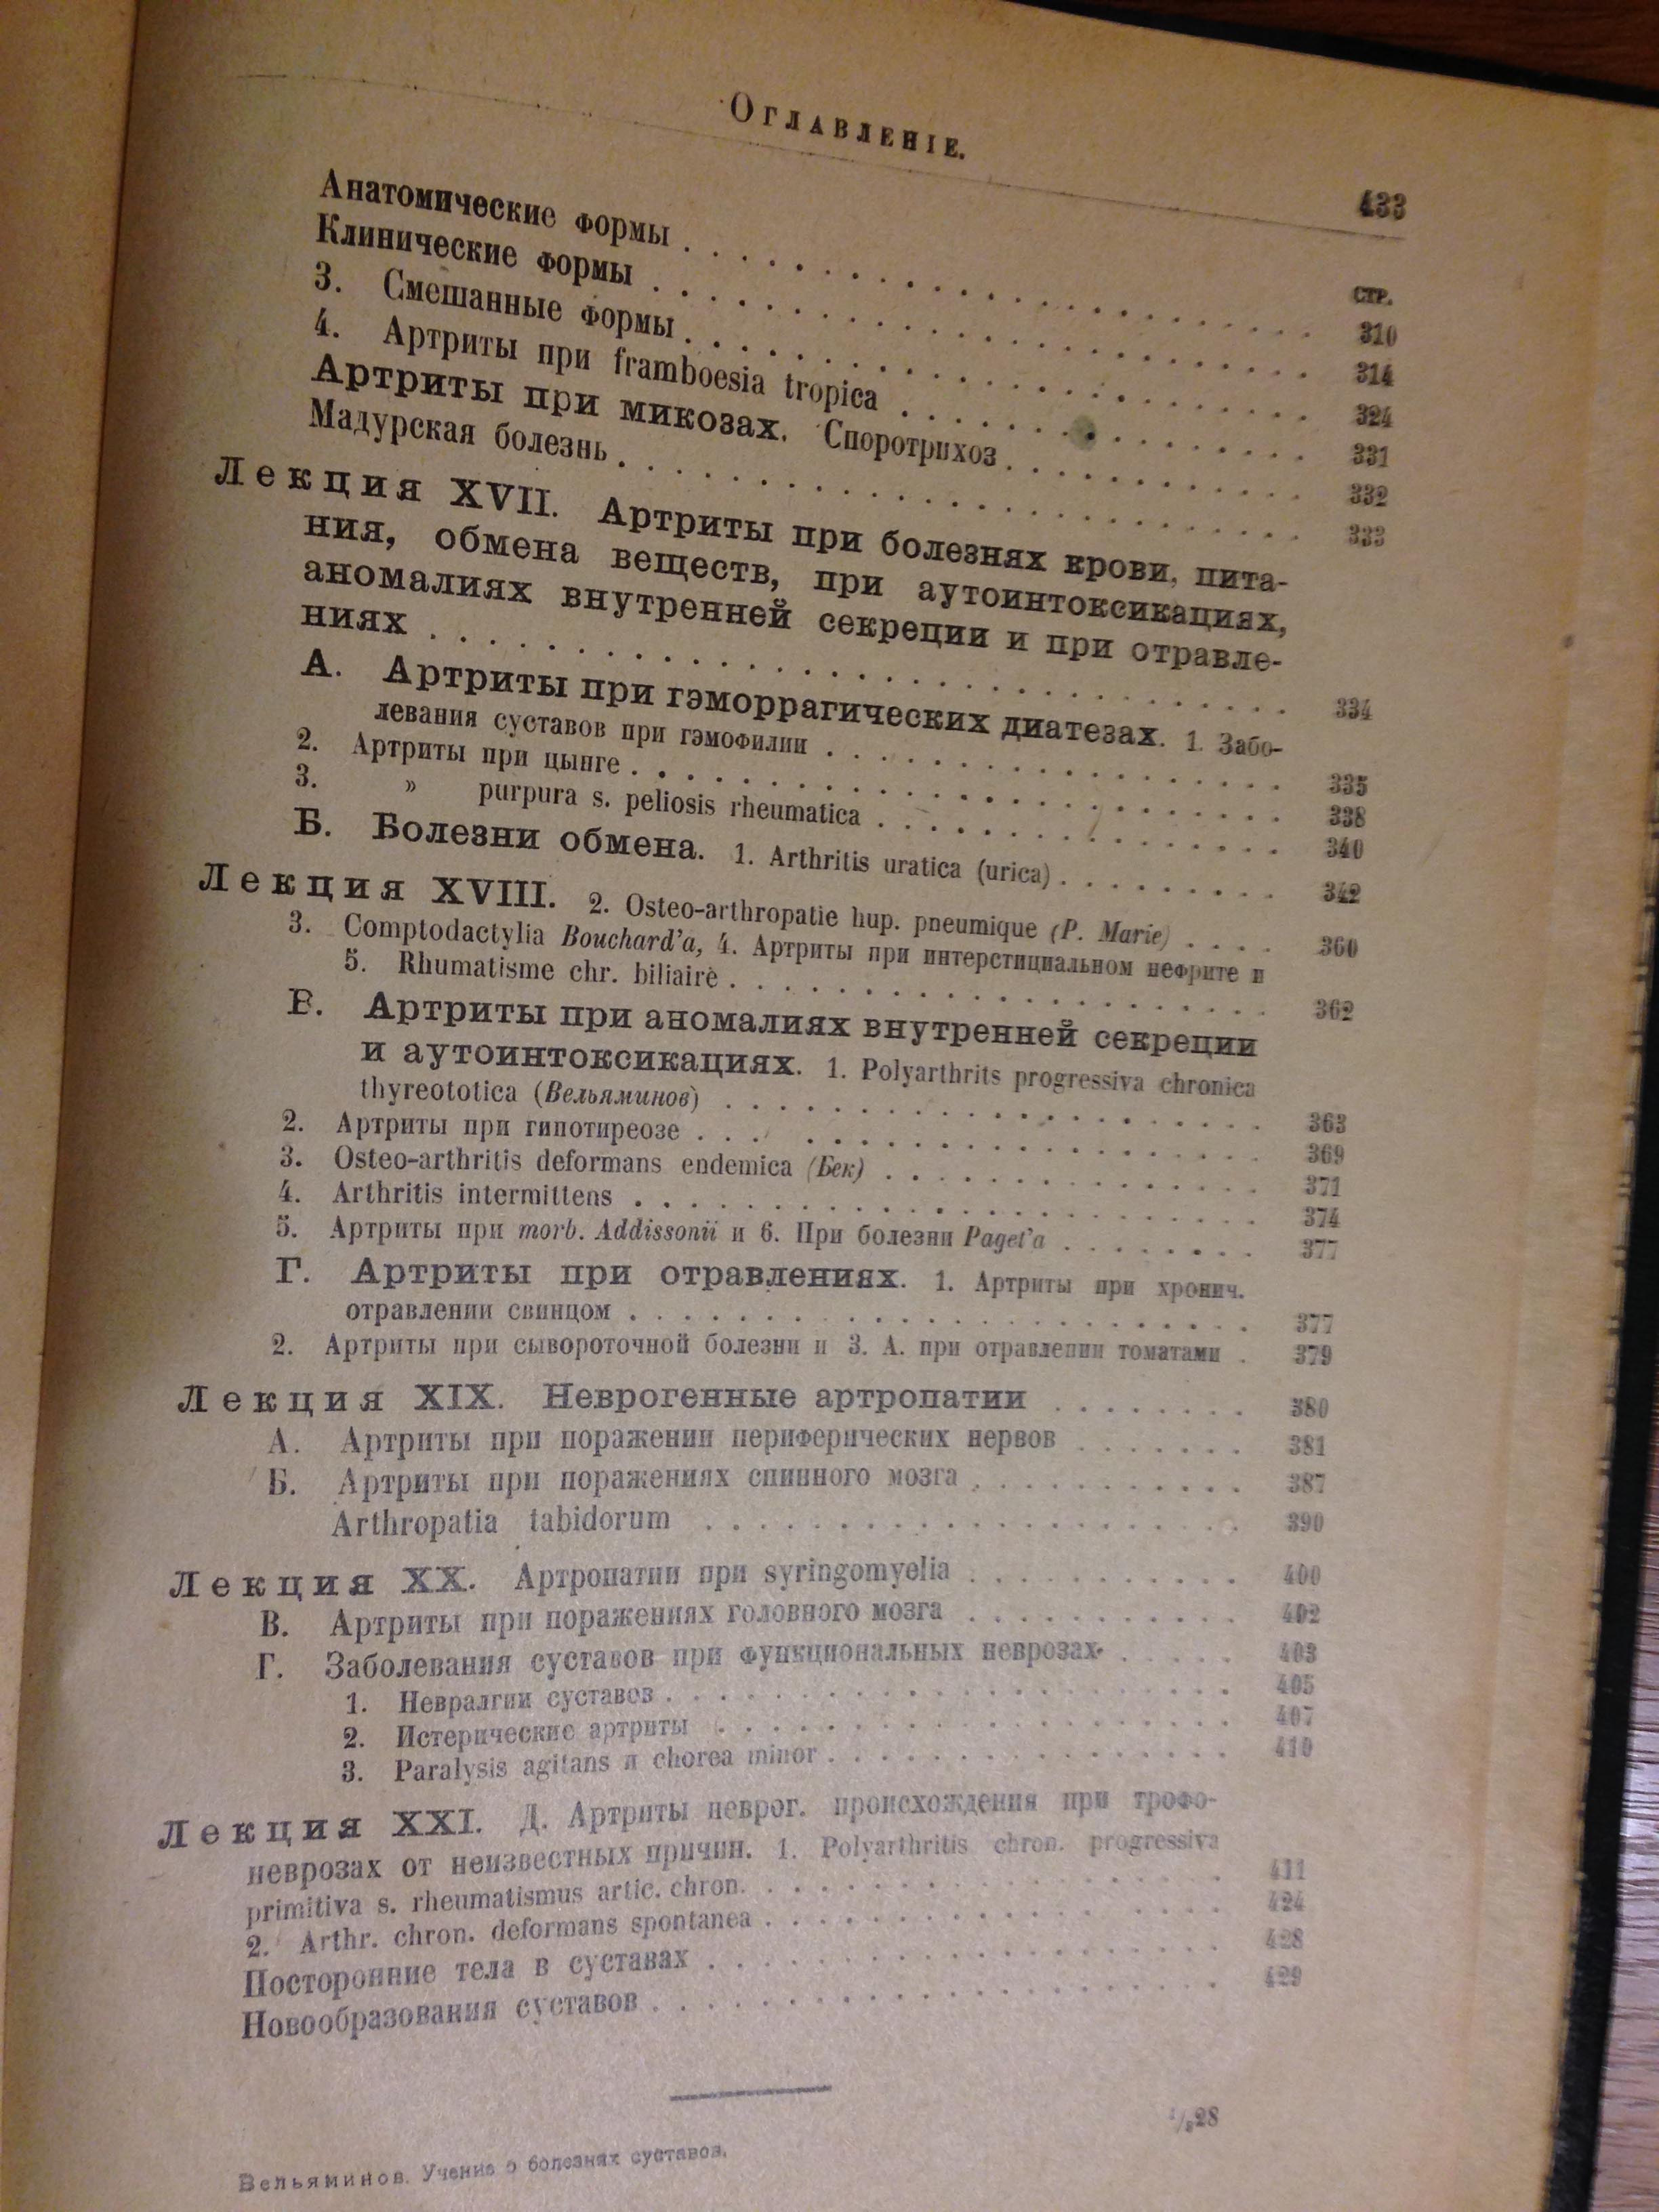 Оглавленіе.
433
стр.
Анатомические формы . . . . . . . . . . 310
Клинические формы . . . . . . . . . . 314
3. Смешанные формы . . . . . . . . . . 324
4. Артриты при framboesia tropica . . . . . . . . . . 331
Артриты при микозах. Споротрихоз . . . . . . . . . . 332
Мадурская болезнь . . . . . . . . . . 333
Лекция XVII. Артриты при болезнях крови, пита-
ния, обмена веществ, при аутоинтоксикациях,
аномалиях внутренней секреции и при отравле-
ниях . . . . . . . . . . 334
А. Артриты при гэморрагических диатезах. 1. Забо-
левания суставов при гэмофилии . . . . . . . . . . 335
2. Артриты при цынге . . . . . . . . . . 338
3. » purpura s. peliosis rheumatica . . . . . . . . . . 340
Б. Болезни обмена. 1. Arthritis uratica (urica) . . . . . . . . . . 342
Лекция XVIII. 2. Osteo-arthropatie hup. pneumique (P. Marie) . . . . 360
3. Comptodactylia Bouchard’a, 4. Артриты при интерстициальном нефрите и
5. Rhumatisme chr. biliairè . . . . . . . . . . 362
В. Артриты при аномалиях внутренней секреции
и аутоинтоксикациях. 1. Polyarthrits progressiva chronica
thyreototica (Вельяминов) . . . . . . . . . . 363
2. Артриты при гипотиреозе . . . . . . . . . . 369
3. Osteo-arthritis deformans endemica (Бек) . . . . . . . . . . 371
4. Arthritis intermittens . . . . . . . . . . 374
5. Артриты при morb. Addissonii и 6. При болезни Paget’a . . . . . . . . 377
Г. Артриты при отравлениях. 1. Артриты при хронич.
отравлении свинцом . . . . . . . . . . 377
2. Артриты при сывороточной болезни и 3. А. при отравлении томатами . 379
Лекция XIX. Неврогенные артропатии . . . . . . . . 380
А. Артриты при поражении периферических нервов . . . . . . . 381
Б. Артриты при поражениях спинного мозга . . . . . . . . . . 387
Arthropatia tabidorum . . . . . . . . . . 390
Лекция XX. Артропатии при syringomyelia . . . . . . . . . . 400
В. Артриты при поражениях головного мозга . . . . . . . . . . 402
Г. Заболевания суставов при функциональных неврозах . . . . . 403
1. Невралгии суставов . . . . . . . . . . 405
2. Истерические артриты . . . . . . . . . . 407
3. Paralysis agitans и chorea minor . . . . . . . . . . 410
Лекция XXI. Д. Артриты неврог. происхождения при трофо-
неврозах от неизвестных причин. 1. Polyarthritis chron. progressiva
primitiva s. rheumatismus artic. chron. . . . . . . . . . . 411
2. Arthr. chron. deformans spontanea . . . . . . . . . . 424
Посторонние тела в суставах . . . . . . . . . . 428
Новообразования суставов . . . . . . . . . . 429
Вельяминов. Учение о болезнях суставов.
28